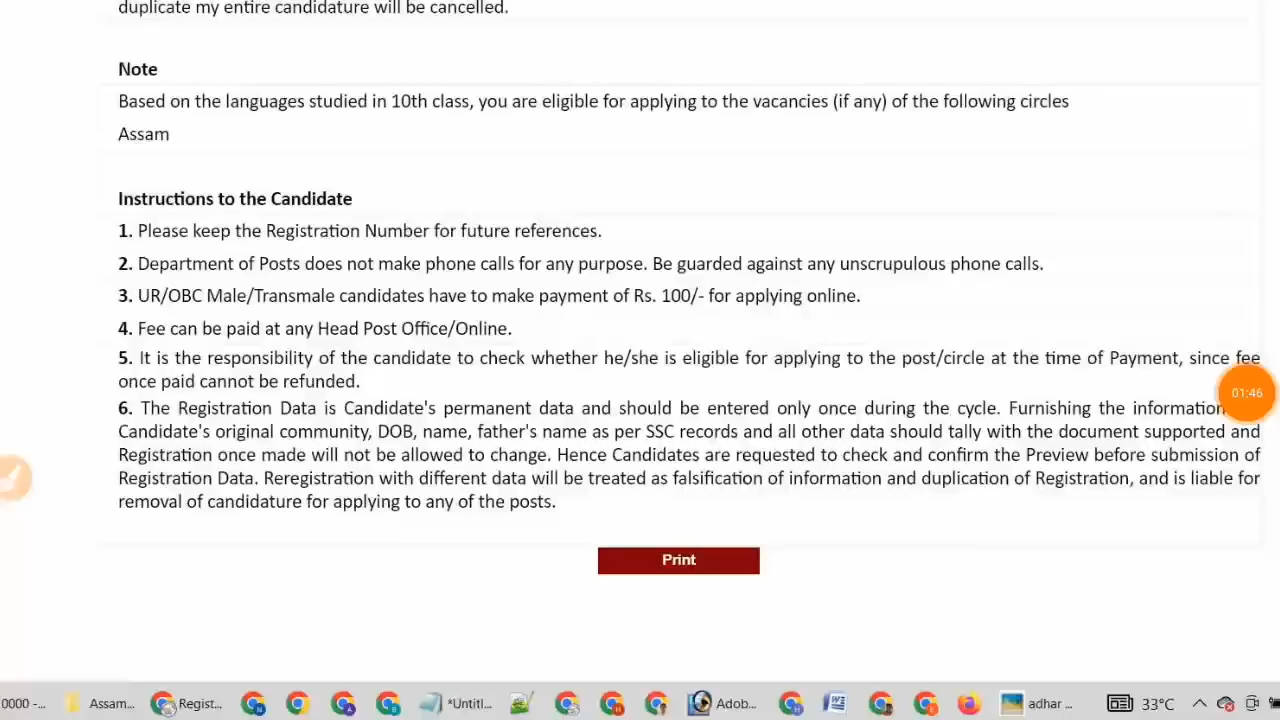 duplicate my entire candidature will be cancelled.
Note
Based on the languages studied in 10th class, you are eligible for applying to the vacancies (if any) of the following circles
Assam
Instructions to the Candidate
1. Please keep the Registration Number for future references.
2. Department of Posts does not make phone calls for any purpose. Be guarded against any unscrupulous phone calls.
3. UR/OBC Male/Transmale candidates have to make payment of Rs. 100/- for applying online.
4. Fee can be paid at any Head Post Office/Online.
5. It is the responsibility of the candidate to check whether he/she is eligible for applying to the post/circle at the time of Payment, since fee
once paid cannot be refunded.
01:46
6. The Registration Data is Candidate's permanent data and should be entered only once during the cycle. Furnishing the information
Candidate's original community, DOB, name, father's name as per SSC records and all other data should tally with the document supported and
Registration once made will not be allowed to change. Hence Candidates are requested to check and confirm the Preview before submission of
Registration Data. Reregistration with different data will be treated as falsification of information and duplication of Registration, and is liable for
removal of candidature for applying to any of the posts.
Print
0000 -... Assam... Regist... *Untitl... Adob... adhar ... 33°C